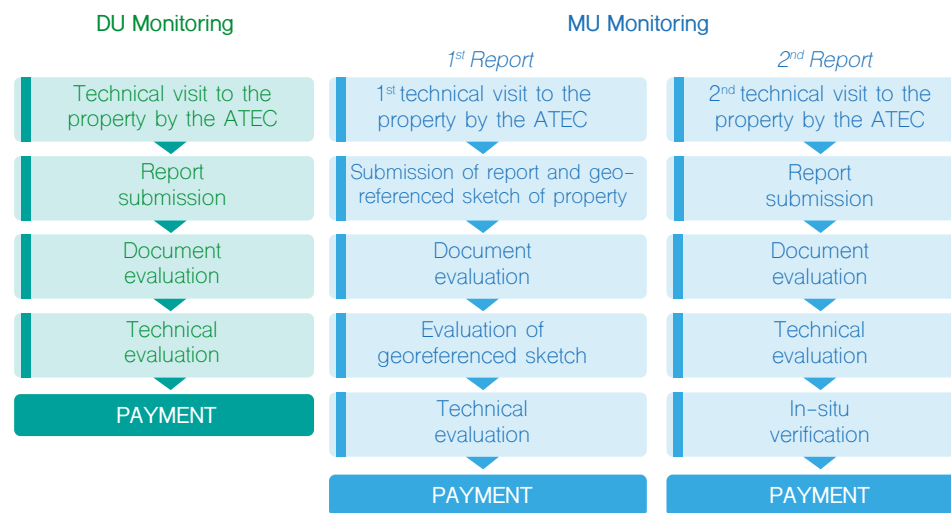 DU Monitoring
Technical visit to the
property by the ATEC
Report
submission
Document
evaluation
Technical
evaluation
PAYMENT
MU Monitoring
1st Report
1st technical visit to the
property by the ATEC
Submission of report and geo-
referenced sketch of property
Document
evaluation
Evaluation of
georeferenced sketch
Technical
evaluation
PAYMENT
2nd Report
2nd technical visit to the
property by the ATEC
Report
submission
Document
evaluation
Technical
evaluation
In-situ
verification
PAYMENT